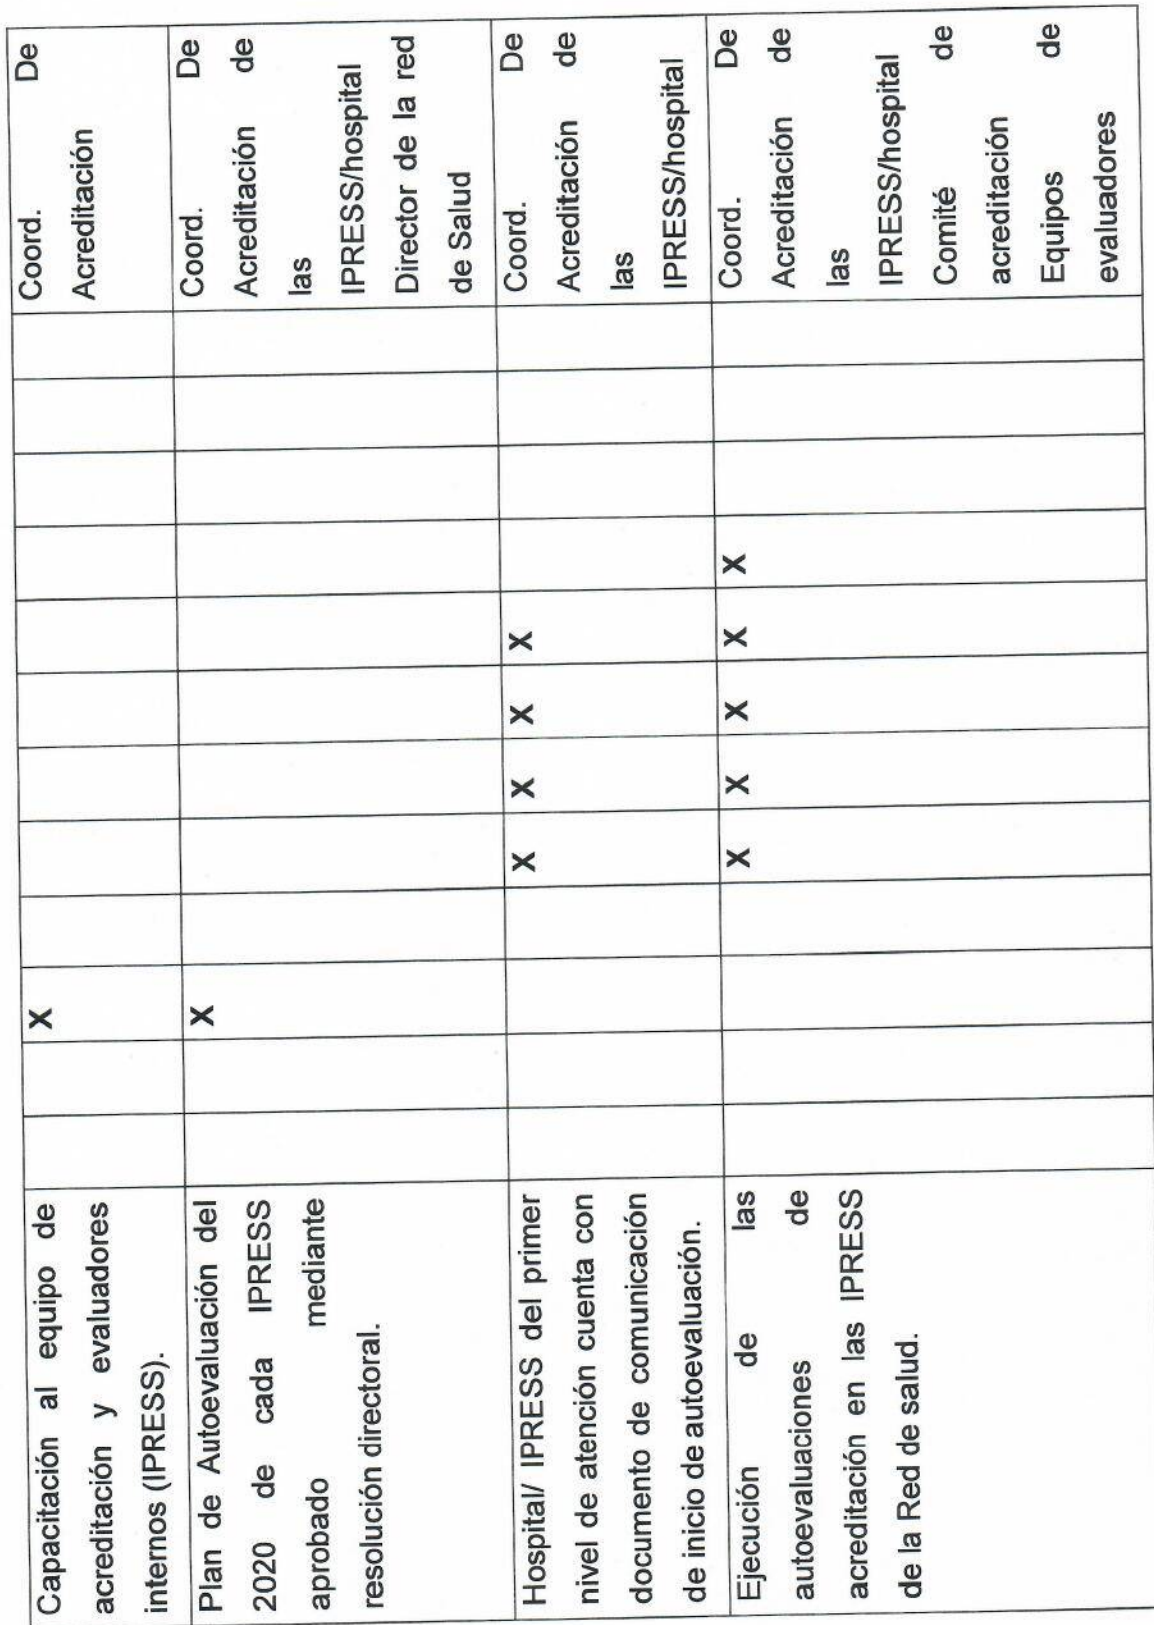 Capacitación al equipo de
acreditación y evaluadores
internos (IPRESS).
X
Coord. De
Acreditación
Plan de Autoevaluación del
2020 de cada IPRESS
aprobado mediante
resolución directoral.
X
Coord. De
Acreditación de
las
IPRESS/hospital
Director de la red
de Salud
Hospital/ IPRESS del primer
nivel de atención cuenta con
documento de comunicación
de inicio de autoevaluación.
X X X X
Coord. De
Acreditación de
las
IPRESS/hospital
Ejecución de las
autoevaluaciones de
acreditación en las IPRESS
de la Red de salud.
X X X X X
Coord. De
Acreditación de
las
IPRESS/hospital
Comité de
acreditación
Equipos de
evaluadores